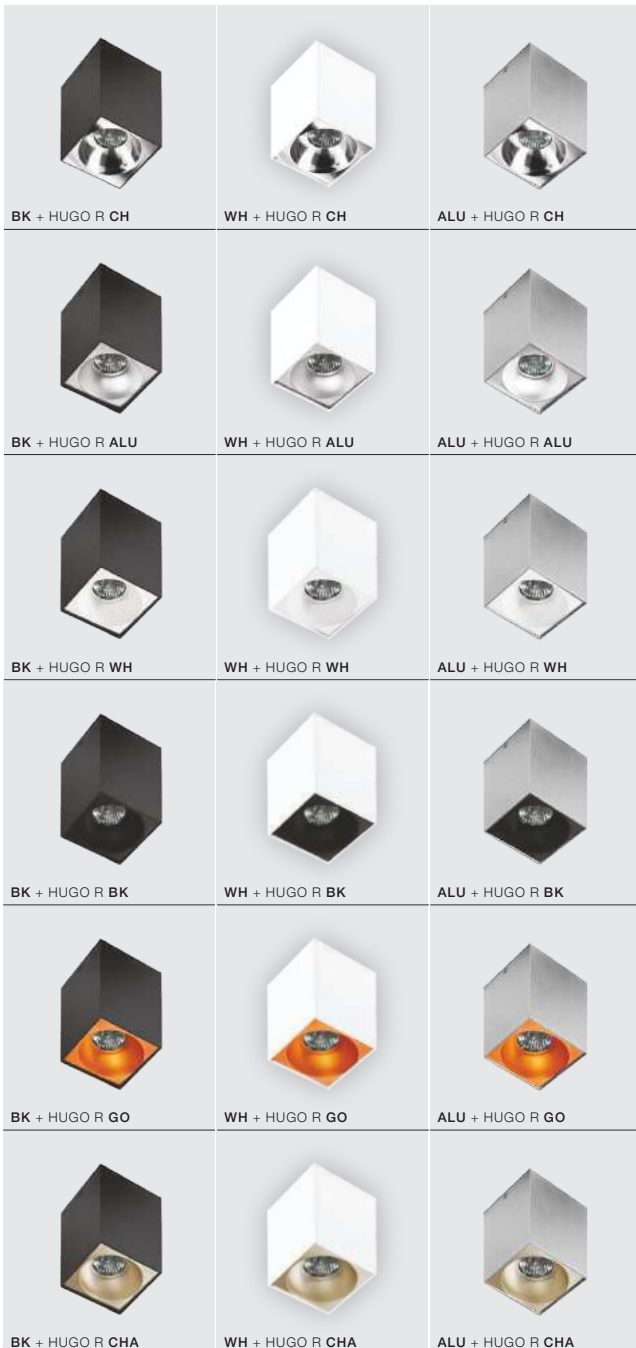 BK + HUGO R CH
WH + HUGO R CH
ALU + HUGO R CH
BK + HUGO R ALU
WH + HUGO R ALU
ALU + HUGO R ALU
BK + HUGO R WH
WH + HUGO R WH
ALU + HUGO R WH
BK + HUGO R BK
WH + HUGO R BK
ALU + HUGO R BK
BK + HUGO R GO
WH + HUGO R GO
ALU + HUGO R GO
BK + HUGO R CHA
WH + HUGO R CHA
ALU + HUGO R CHA